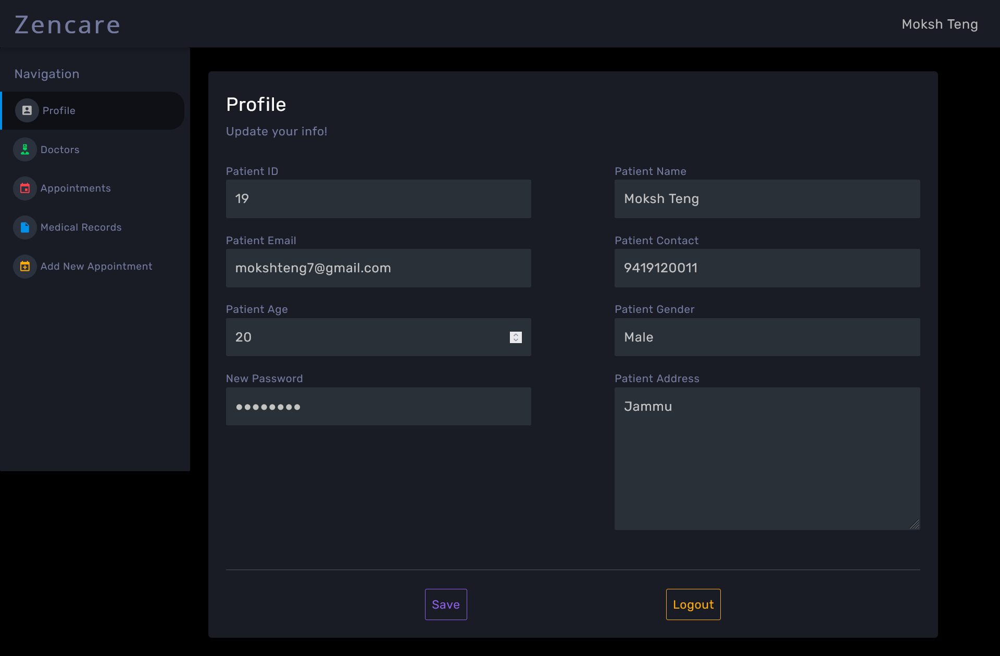 Zencare
Moksh Teng
Navigation
Profile
Doctors
Appointments
Medical Records
Add New Appointment
Profile
Update your info!
Patient ID
19
Patient Name
Moksh Teng
Patient Email
mokshteng7@gmail.com
Patient Contact
9419120011
Patient Age
20
Patient Gender
Male
New Password
••••••••
Patient Address
Jammu
Save
Logout